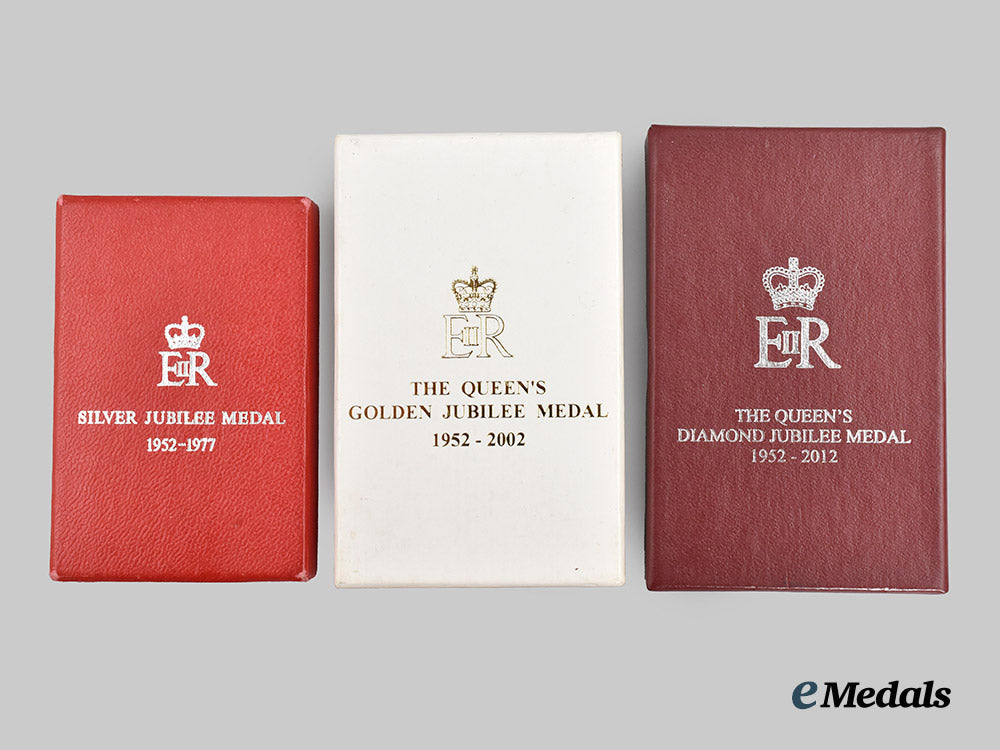 EIIR
SILVER JUBILEE MEDAL
1952-1977
EIIR
THE QUEEN'S
GOLDEN JUBILEE MEDAL
1952 - 2002
EIIR
THE QUEEN'S
DIAMOND JUBILEE MEDAL
1952 - 2012
eMedals